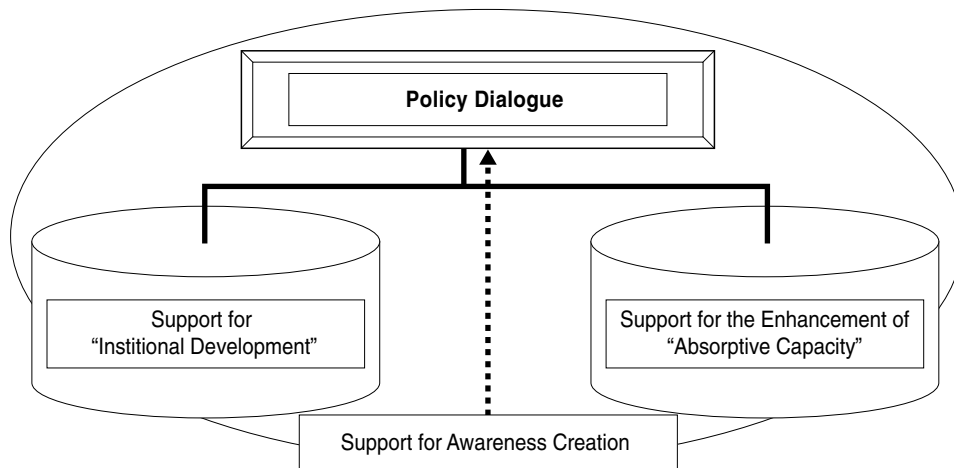 Policy Dialogue
Support for
“Institional Development”
Support for the Enhancement of
“Absorptive Capacity”
Support for Awareness Creation